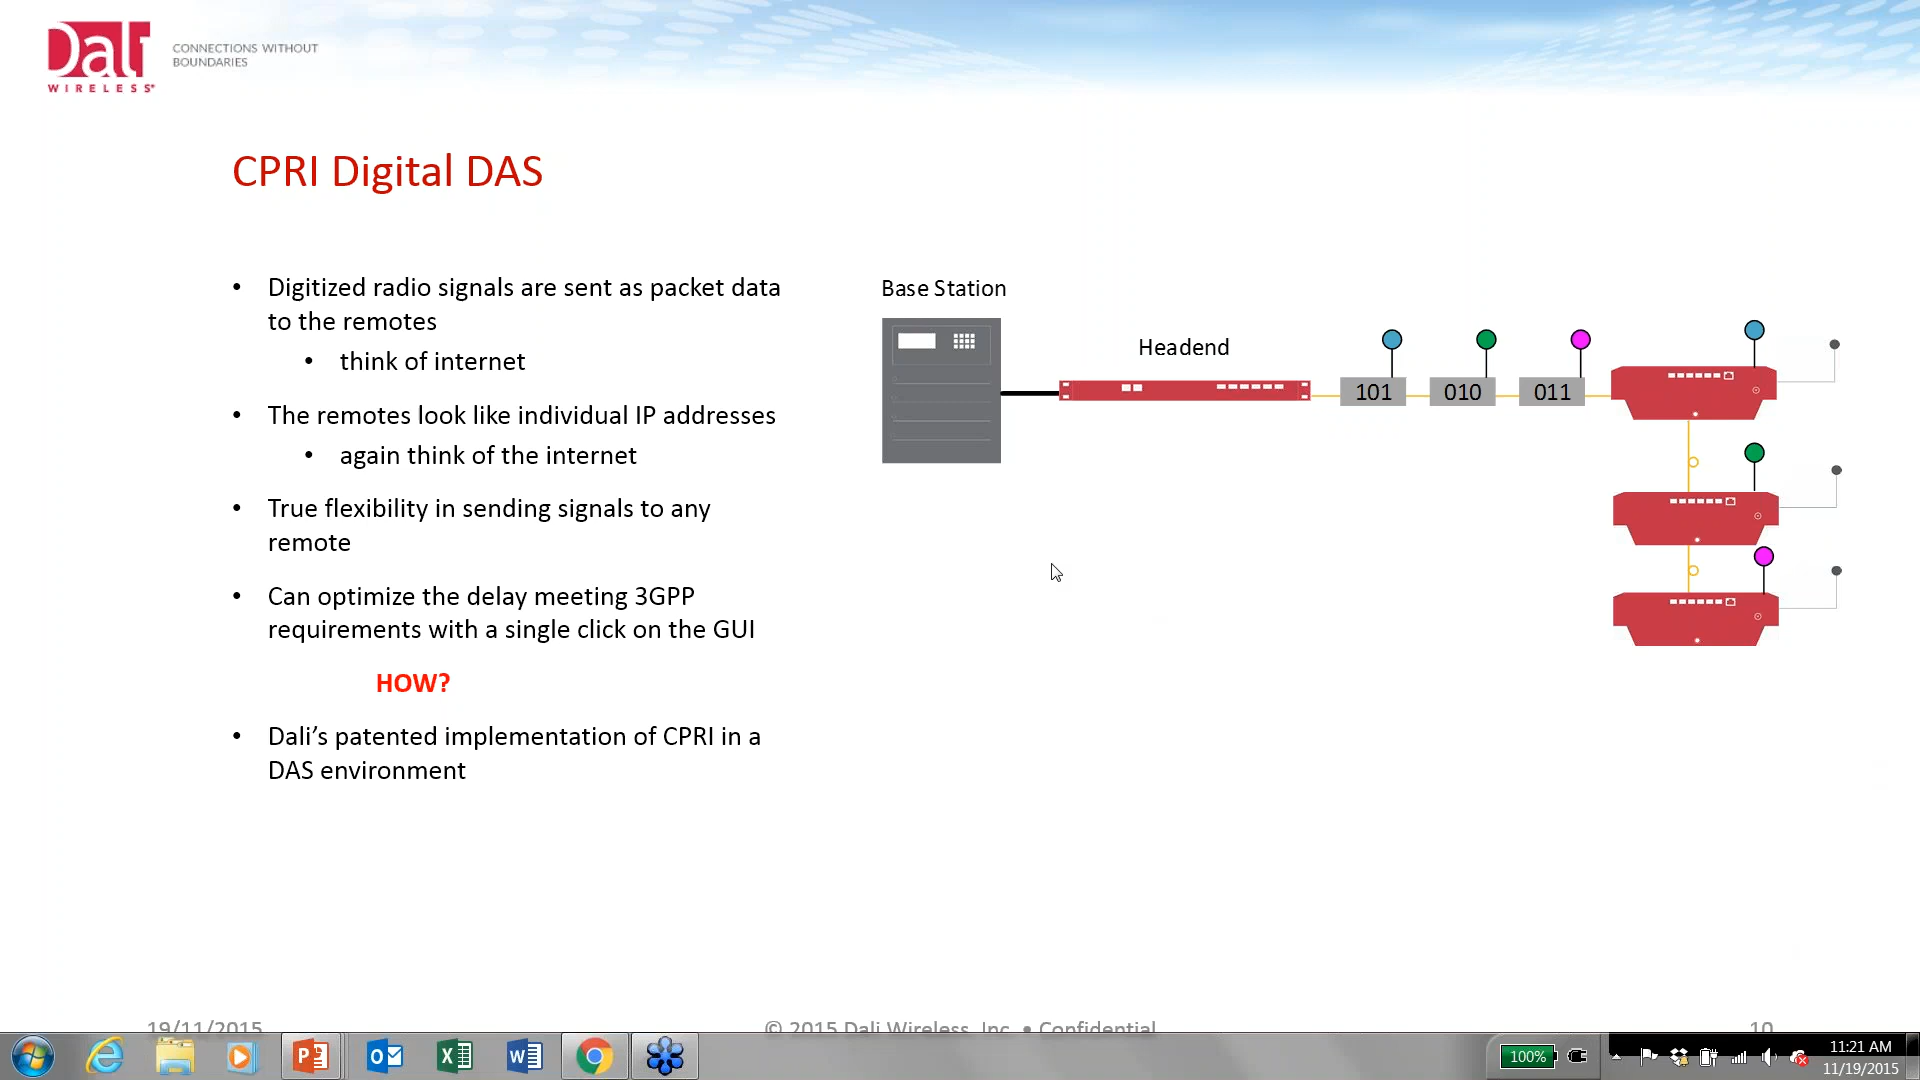 Dali
WIRELESS
CONNECTIONS WITHOUT
BOUNDARIES
CPRI Digital DAS
• Digitized radio signals are sent as packet data
to the remotes
• think of internet
• The remotes look like individual IP addresses
• again think of the internet
• True flexibility in sending signals to any
remote
• Can optimize the delay meeting 3GPP
requirements with a single click on the GUI
HOW?
• Dali’s patented implementation of CPRI in a
DAS environment
Base Station
Headend
101
010
011
19/11/2015
© 2015 Dali Wireless, Inc. • Confidential
10
100%
11:21 AM
11/19/2015